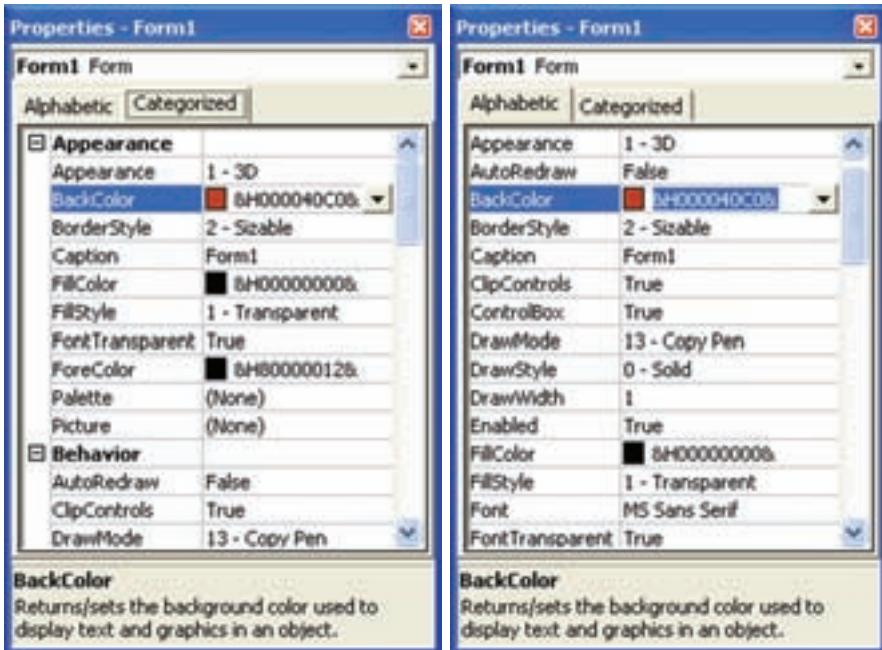 Properties - Form1
Form1 Form
Alphabetic Categorized
Appearance
Appearance 1 - 3D
BackColor &H000040C0&
BorderStyle 2 - Sizable
Caption Form1
FillColor &H00000000&
FillStyle 1 - Transparent
FontTransparent True
ForeColor &H80000012&
Palette (None)
Picture (None)
Behavior
AutoRedraw False
ClipControls True
DrawMode 13 - Copy Pen
BackColor
Returns/sets the background color used to
display text and graphics in an object.
Properties - Form1
Form1 Form
Alphabetic Categorized
Appearance 1 - 3D
AutoRedraw False
BackColor &H000040C0&
BorderStyle 2 - Sizable
Caption Form1
ClipControls True
ControlBox True
DrawMode 13 - Copy Pen
DrawStyle 0 - Solid
DrawWidth 1
Enabled True
FillColor &H00000000&
FillStyle 1 - Transparent
Font MS Sans Serif
FontTransparent True
BackColor
Returns/sets the background color used to
display text and graphics in an object.